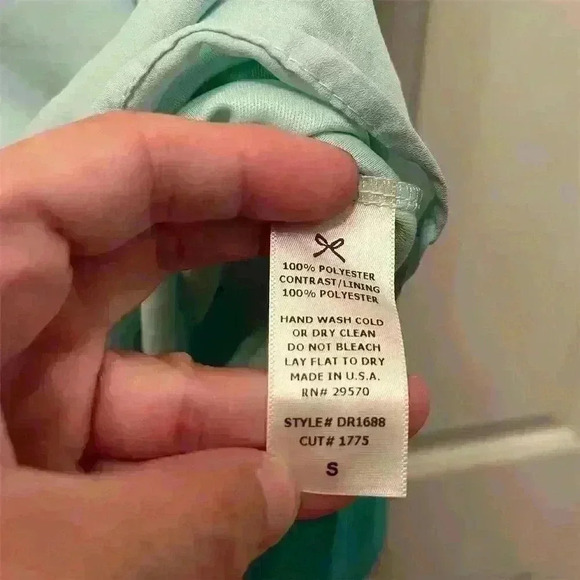 100% POLYESTER
CONTRAST/LINING
100% POLYESTER
HAND WASH COLD
OR DRY CLEAN
DO NOT BLEACH
LAY FLAT TO DRY
MADE IN U.S.A.
RN# 29570
STYLE# DR1688
CUT# 1775
S